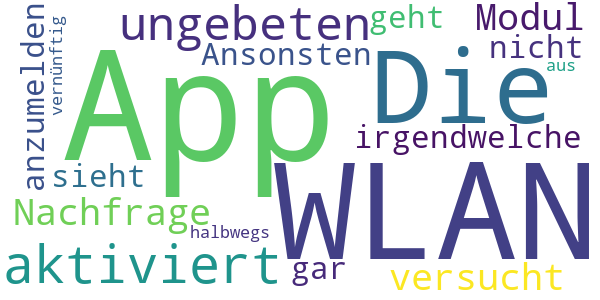 ungebeten
geht
Modul
Ansonsten
nicht
anzumelden
vernünftig
App
Die
aus
irgendwelche
sieht
WLAN
Nachfrage
halbwegs
aktiviert
gar
versucht